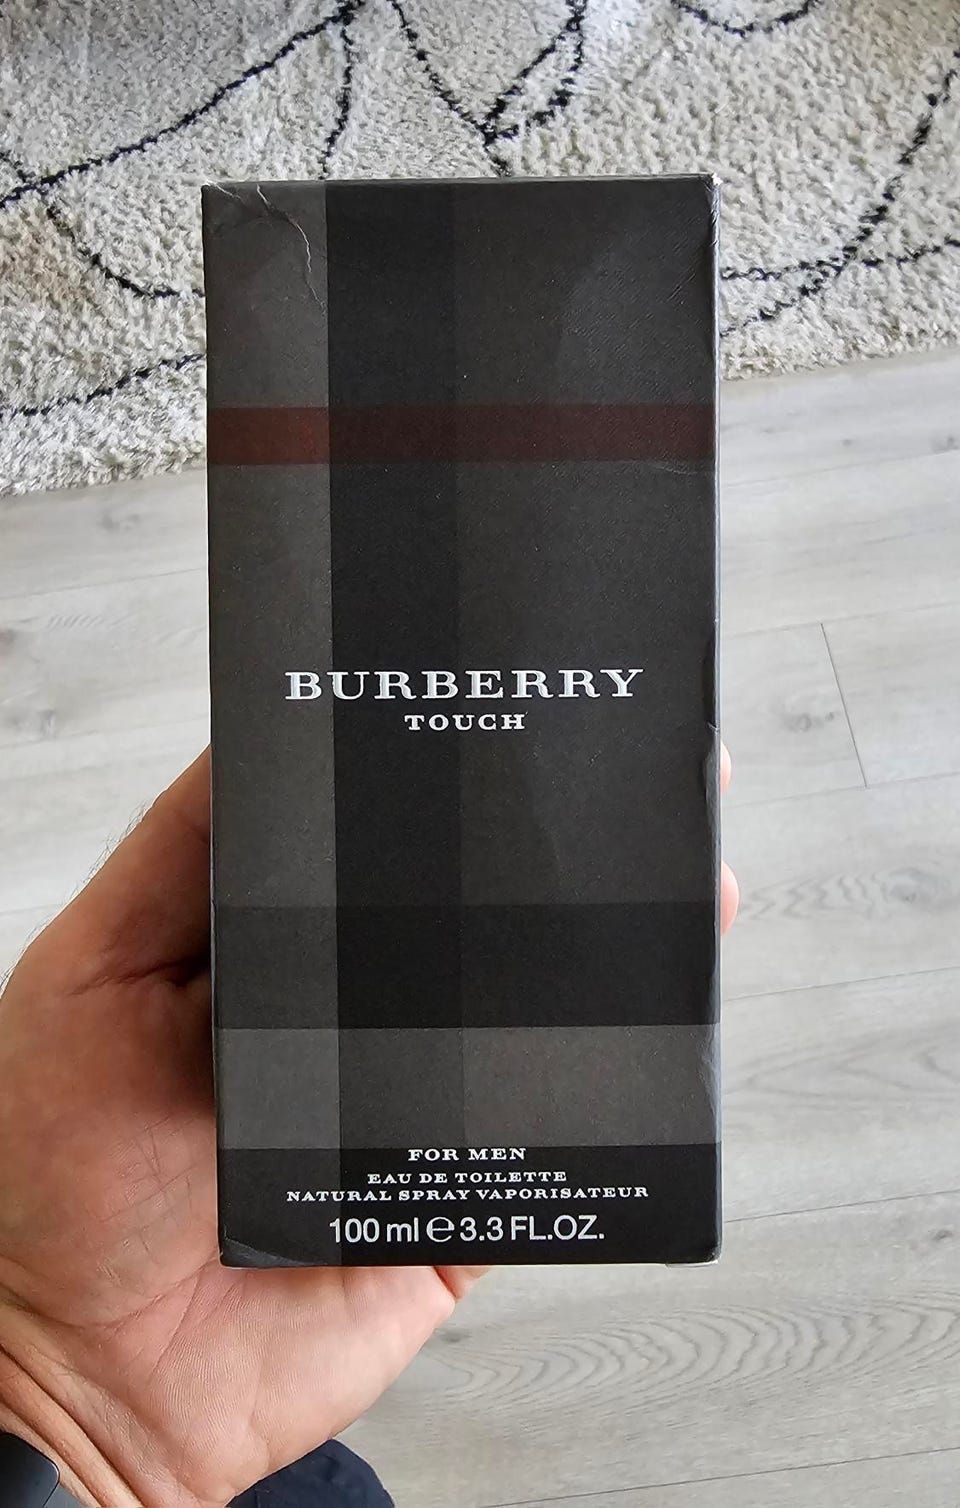 BURBERRY
TOUCH
FOR MEN
EAU DE TOILETTE
NATURAL SPRAY VAPORISATEUR
100 ml ℮ 3.3 FL.OZ.